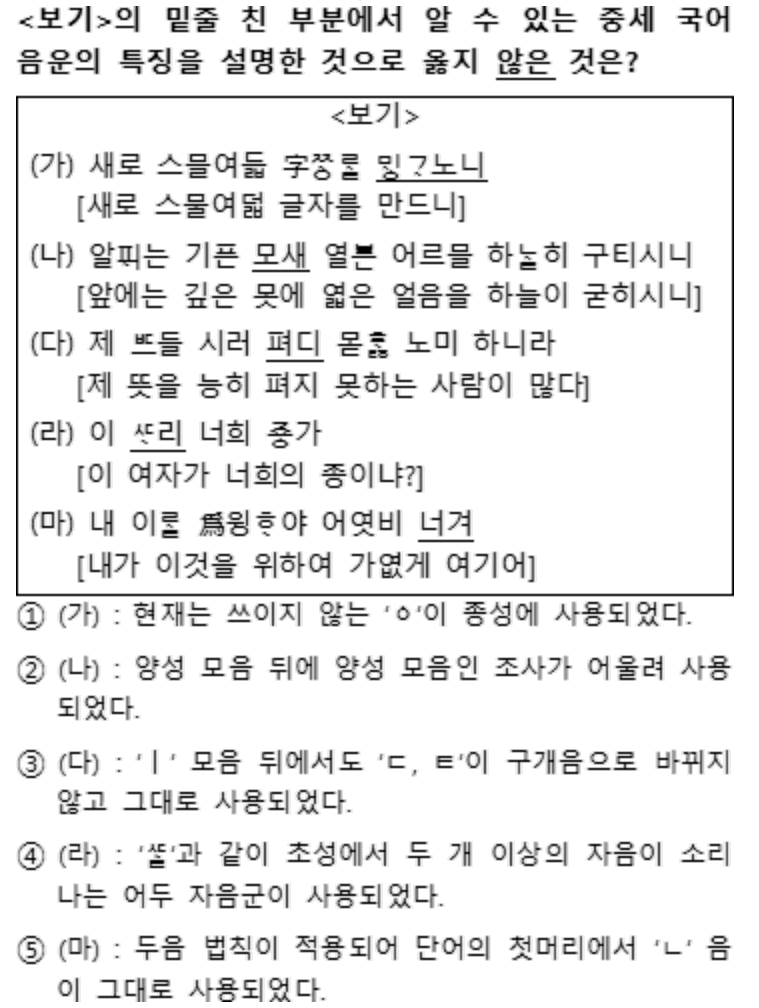 <보기>의 밑줄 친 부분에서 알 수 있는 중세 국어
음운의 특징을 설명한 것으로 옳지 않은 것은?
<보기>
(가) 새로 스믈여듧 字ᄍᆞᆼ를 ᄆᆡᇰᄀᆞ노니
[새로 스물여덟 글자를 만드니]
(나) 알ᄑᆡ는 기픈 모새 열ᄫᅳᆫ 어르믈 하ᄂᆞᆯ히 구티시니
[앞에는 깊은 못에 엷은 얼음을 하늘이 굳히시니]
(다) 제 ᄠᅳ들 시러 펴디 몯ᄒᆞᇙ 노미 하니라
[제 뜻을 능히 펴지 못하는 사람이 많다]
(라) 이 ᄯᆞ리 너희 죵가
[이 여자가 너희의 종이냐?]
(마) 내 이ᄅᆞᆯ 爲윙ᄒᆞ야 어엿비 너겨
[내가 이것을 위하여 가엾게 여기어]
① (가) : 현재는 쓰이지 않는 'ㆁ'이 종성에 사용되었다.
② (나) : 양성 모음 뒤에 양성 모음인 조사가 어울려 사용
되었다.
③ (다) : 'ㅣ' 모음 뒤에서도 'ㄷ, ㅌ'이 구개음으로 바뀌지
않고 그대로 사용되었다.
④ (라) : 'ᄯᆞᆯ'과 같이 초성에서 두 개 이상의 자음이 소리
나는 어두 자음군이 사용되었다.
⑤ (마) : 두음 법칙이 적용되어 단어의 첫머리에서 'ㄴ' 음
이 그대로 사용되었다.